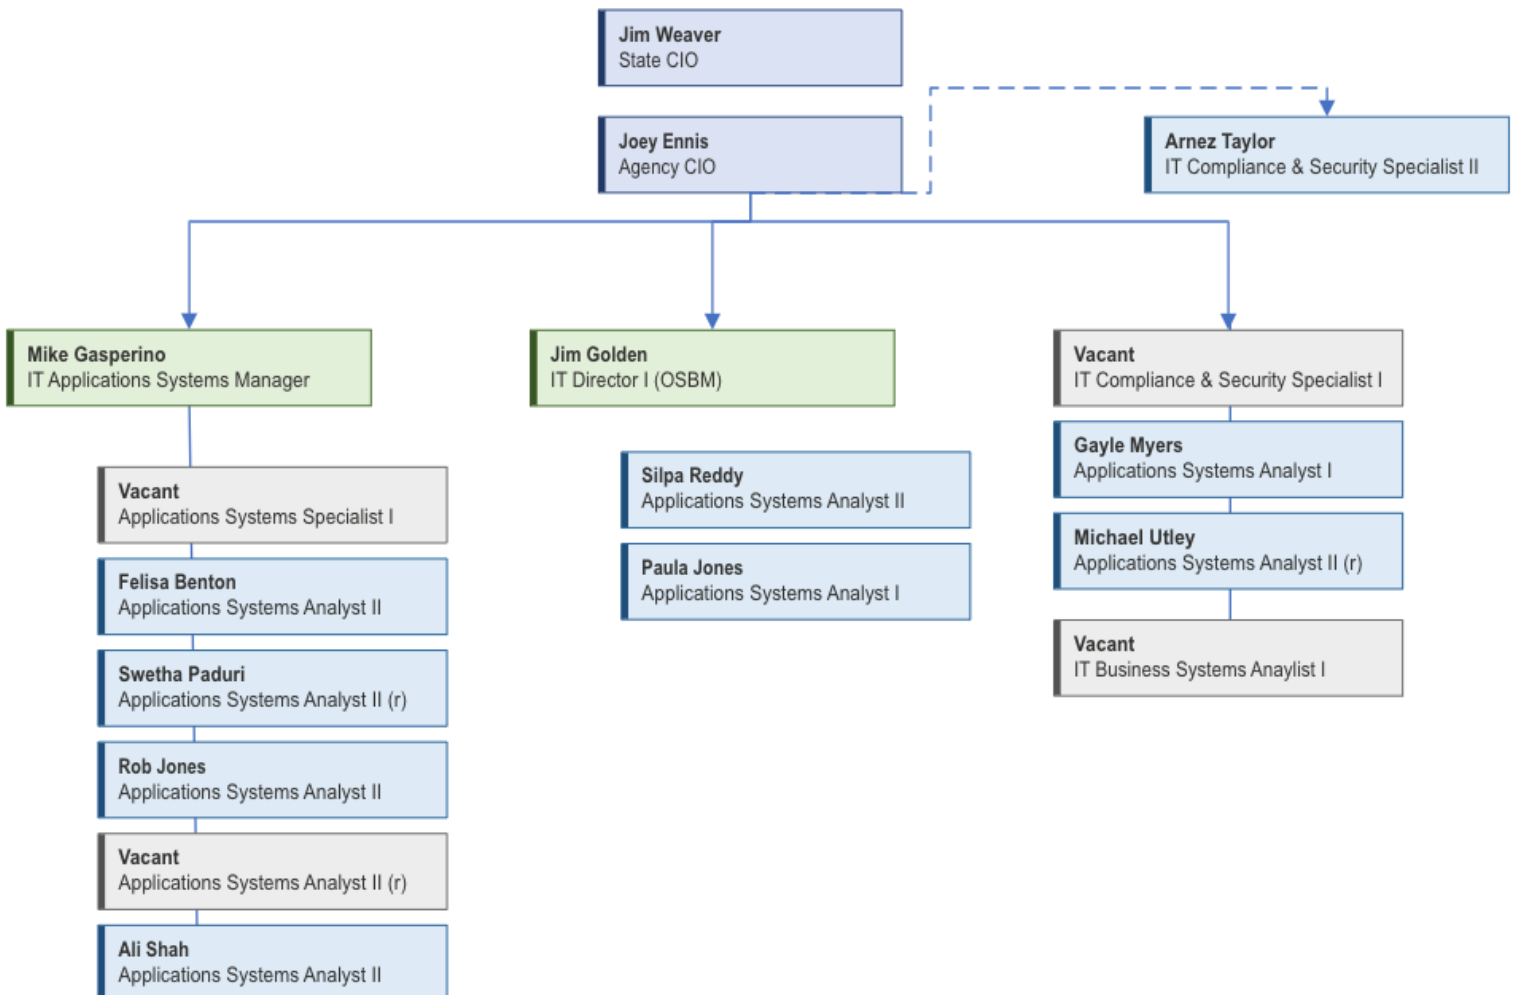 Jim Weaver
State CIO
Joey Ennis
Agency CIO
Arnez Taylor
IT Compliance & Security Specialist II
Mike Gasperino
IT Applications Systems Manager
Jim Golden
IT Director I (OSBM)
Vacant
IT Compliance & Security Specialist I
Vacant
Applications Systems Specialist I
Felisa Benton
Applications Systems Analyst II
Swetha Paduri
Applications Systems Analyst II (r)
Rob Jones
Applications Systems Analyst II
Vacant
Applications Systems Analyst II (r)
Ali Shah
Applications Systems Analyst II
Silpa Reddy
Applications Systems Analyst II
Paula Jones
Applications Systems Analyst I
Gayle Myers
Applications Systems Analyst I
Michael Utley
Applications Systems Analyst II (r)
Vacant
IT Business Systems Anaylist I